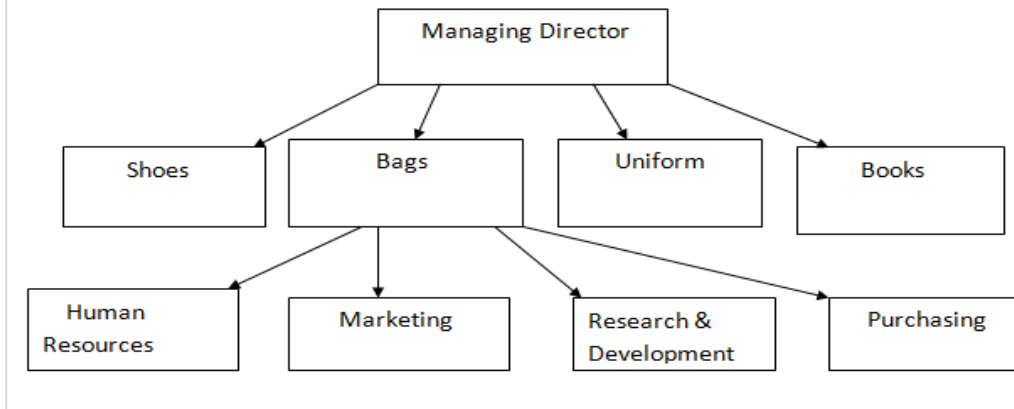 Managing Director
Shoes
Bags
Uniform
Books
Human
Resources
Marketing
Research &
Development
Purchasing